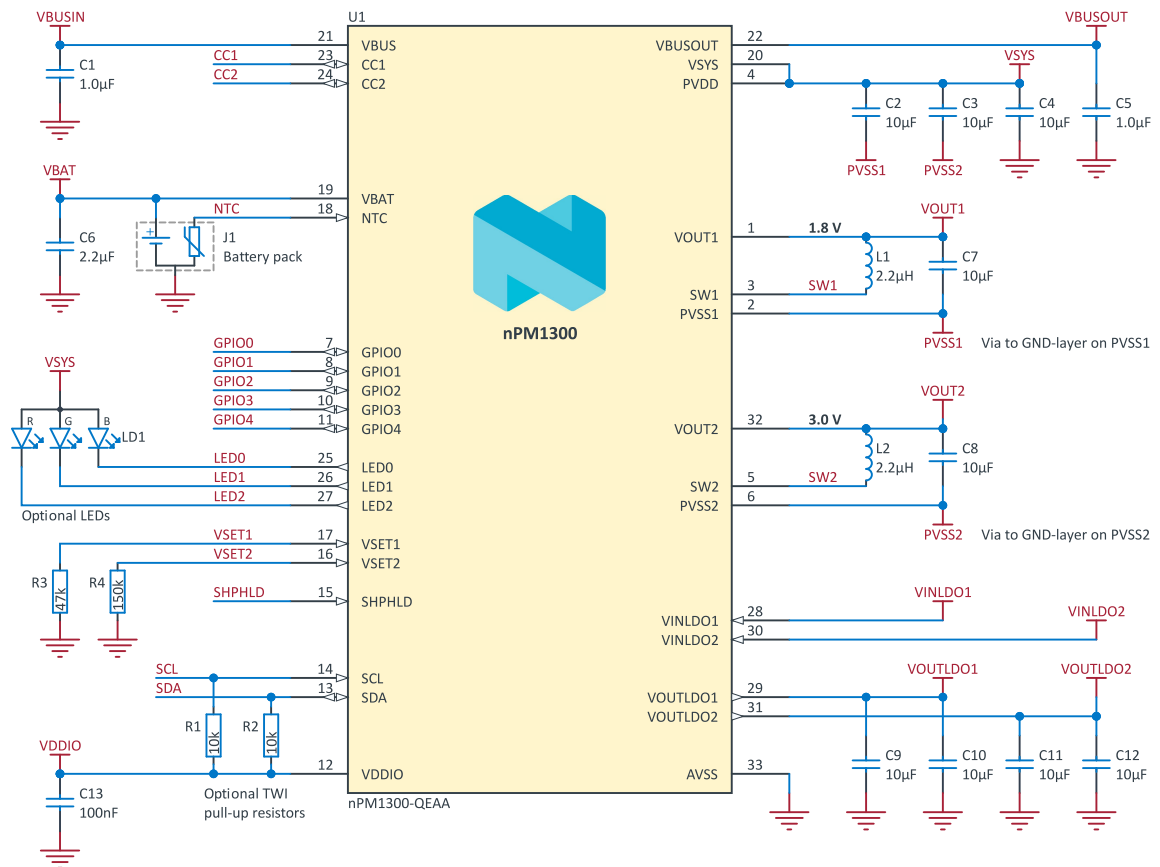 U1
VBUSIN
21
VBUS
CC1
23
CC1
CC2
24
CC2
C1
1.0µF
VBAT
19
VBAT
NTC
18
NTC
C6
2.2µF
+
J1
Battery pack
GPIO0
7
GPIO0
GPIO1
8
GPIO1
GPIO2
9
GPIO2
GPIO3
10
GPIO3
GPIO4
11
GPIO4
VSYS
R
G
B
LD1
LED0
25
LED0
LED1
26
LED1
LED2
27
LED2
Optional LEDs
VSET1
17
VSET1
VSET2
16
VSET2
R3
47k
R4
150k
SHPHLD
15
SHPHLD
SCL
14
SCL
SDA
13
SDA
R1
10k
R2
10k
VDDIO
12
VDDIO
C13
100nF
Optional TWI
pull-up resistors
nPM1300
nPM1300-QEAA
VBUSOUT
22
VBUSOUT
VSYS
20
VSYS
PVDD
4
C2
10µF
PVSS1
C3
10µF
PVSS2
C4
10µF
C5
1.0µF
VOUT1
VOUT1
1
1.8 V
L1
2.2µH
C7
10µF
SW1
3
SW1
PVSS1
2
PVSS1
Via to GND-layer on PVSS1
VOUT2
VOUT2
32
3.0 V
L2
2.2µH
C8
10µF
SW2
5
SW2
PVSS2
6
PVSS2
Via to GND-layer on PVSS2
VINLDO1
28
VINLDO1
VINLDO2
30
VINLDO2
VOUTLDO1
VOUTLDO2
VOUTLDO1
29
VOUTLDO2
31
C9
10µF
C10
10µF
C11
10µF
C12
10µF
AVSS
33